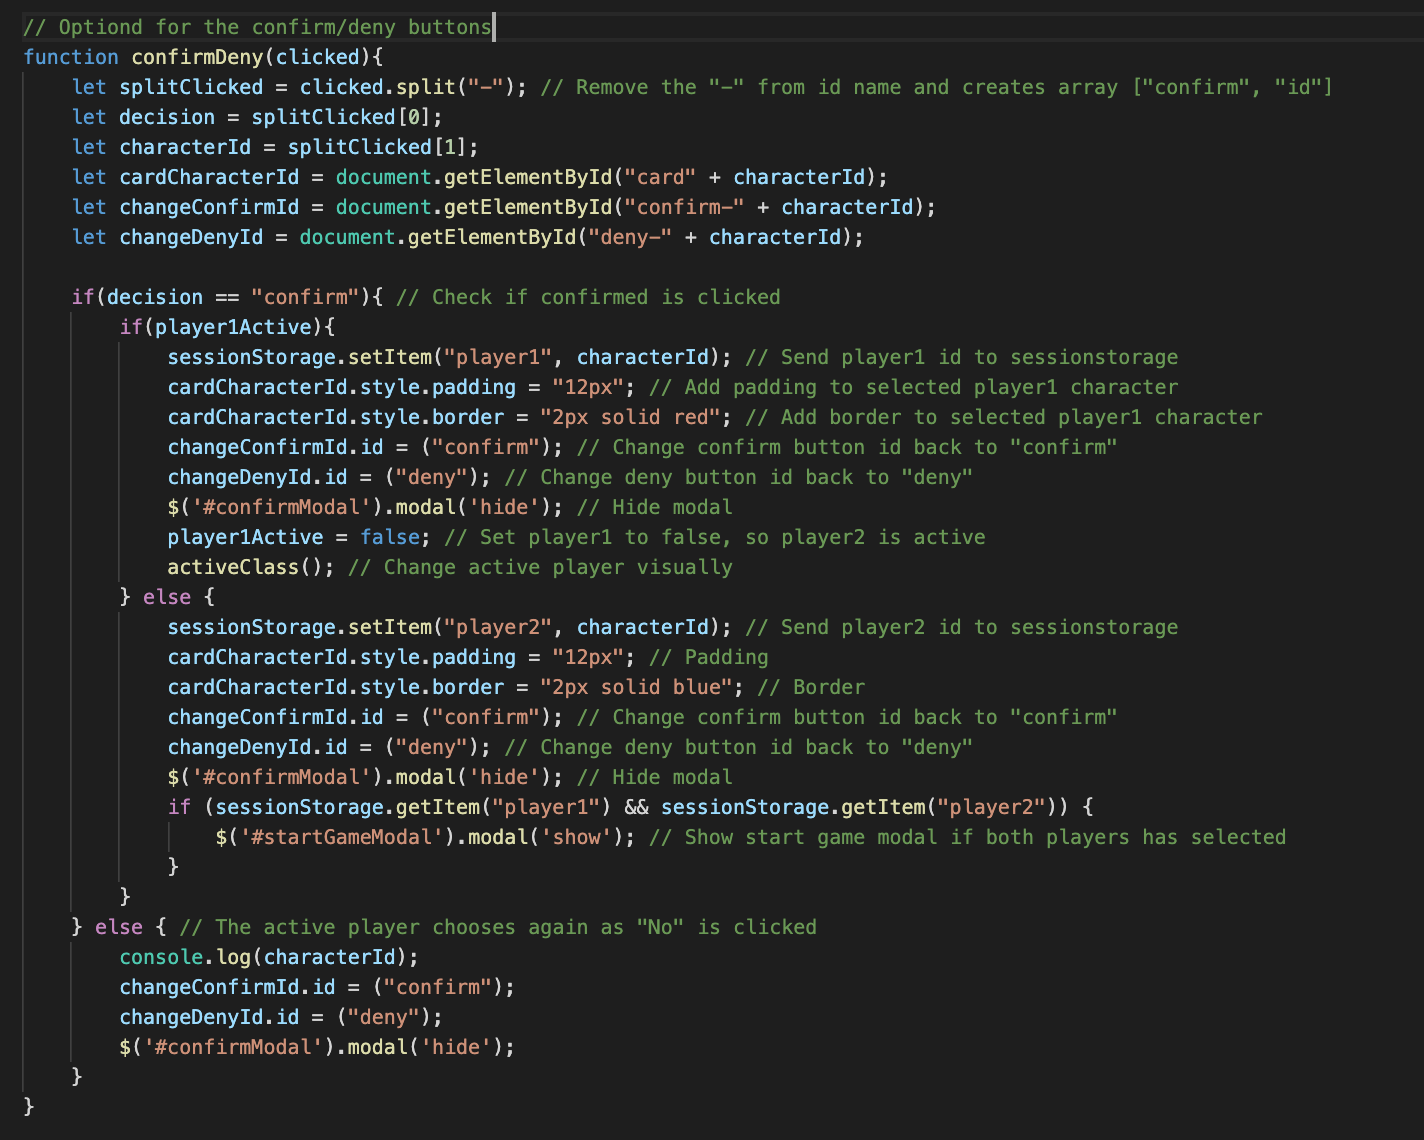 // Optiond for the confirm/deny buttons
function confirmDeny(clicked){
    let splitClicked = clicked.split("-"); // Remove the "-" from id name and creates array ["confirm", "id"]
    let decision = splitClicked[0];
    let characterId = splitClicked[1];
    let cardCharacterId = document.getElementById("card" + characterId);
    let changeConfirmId = document.getElementById("confirm-" + characterId);
    let changeDenyId = document.getElementById("deny-" + characterId);

    if(decision == "confirm"){ // Check if confirmed is clicked
        if(player1Active){
            sessionStorage.setItem("player1", characterId); // Send player1 id to sessionstorage
            cardCharacterId.style.padding = "12px"; // Add padding to selected player1 character
            cardCharacterId.style.border = "2px solid red"; // Add border to selected player1 character
            changeConfirmId.id = ("confirm"); // Change confirm button id back to "confirm"
            changeDenyId.id = ("deny"); // Change deny button id back to "deny"
            $('#confirmModal').modal('hide'); // Hide modal
            player1Active = false; // Set player1 to false, so player2 is active
            activeClass(); // Change active player visually
        } else {
            sessionStorage.setItem("player2", characterId); // Send player2 id to sessionstorage
            cardCharacterId.style.padding = "12px"; // Padding
            cardCharacterId.style.border = "2px solid blue"; // Border
            changeConfirmId.id = ("confirm"); // Change confirm button id back to "confirm"
            changeDenyId.id = ("deny"); // Change deny button id back to "deny"
            $('#confirmModal').modal('hide'); // Hide modal
            if (sessionStorage.getItem("player1") && sessionStorage.getItem("player2")) {
                $('#startGameModal').modal('show'); // Show start game modal if both players has selected
            }
        }
    } else { // The active player chooses again as "No" is clicked
        console.log(characterId);
        changeConfirmId.id = ("confirm");
        changeDenyId.id = ("deny");
        $('#confirmModal').modal('hide');
    }
}